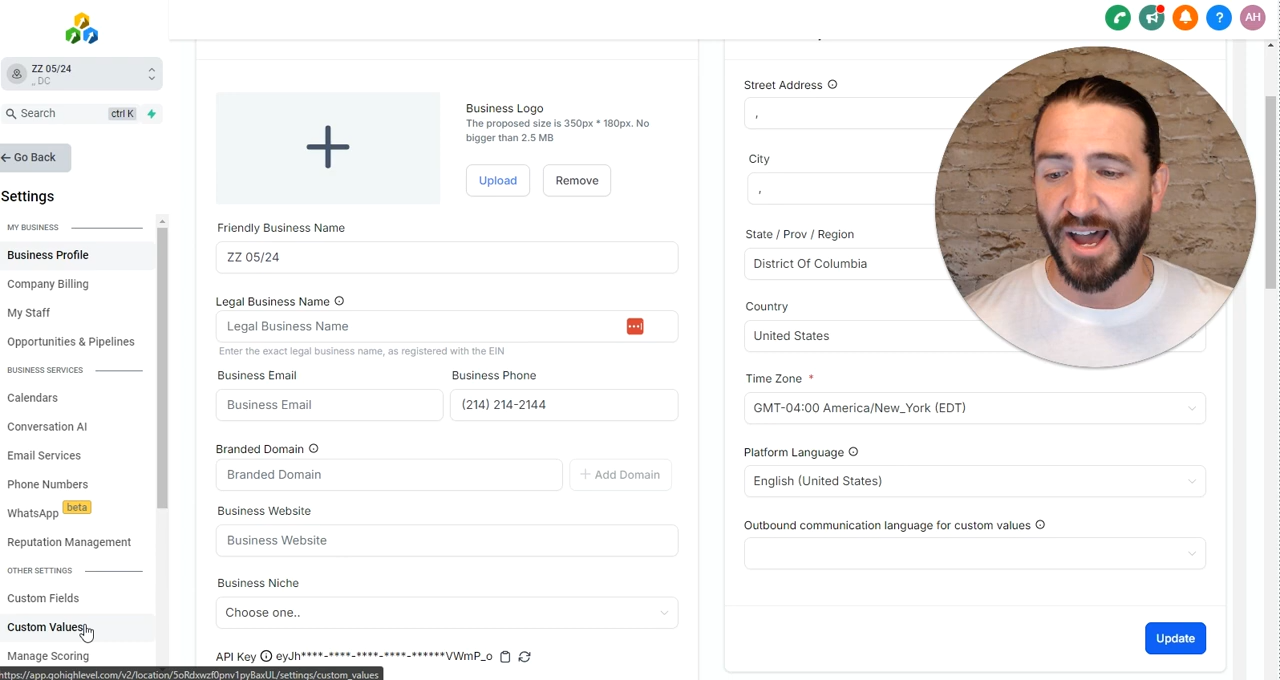 AH
ZZ 05/24
,, DC
Search
ctrl K
Go Back
Settings
MY BUSINESS
Business Profile
Company Billing
My Staff
Opportunities & Pipelines
BUSINESS SERVICES
Calendars
Conversation AI
Email Services
Phone Numbers
WhatsApp beta
Reputation Management
OTHER SETTINGS
Custom Fields
Custom Values
Manage Scoring
https://app.gohighlevel.com/v2/location/5oRdxwzf0pnv1pyBaxUL/settings/custom_values
Business Logo
The proposed size is 350px * 180px. No
bigger than 2.5 MB
Upload
Remove
Friendly Business Name
ZZ 05/24
Legal Business Name
Legal Business Name
Enter the exact legal business name, as registered with the EIN
Business Email
Business Phone
Business Email
(214) 214-2144
Branded Domain
Branded Domain
+ Add Domain
Business Website
Business Website
Business Niche
Choose one..
API Key eyJh****-****-****-****-******VWmP_o
Street Address
,
City
,
State / Prov / Region
District Of Columbia
Country
United States
Time Zone *
GMT-04:00 America/New_York (EDT)
Platform Language
English (United States)
Outbound communication language for custom values
Update